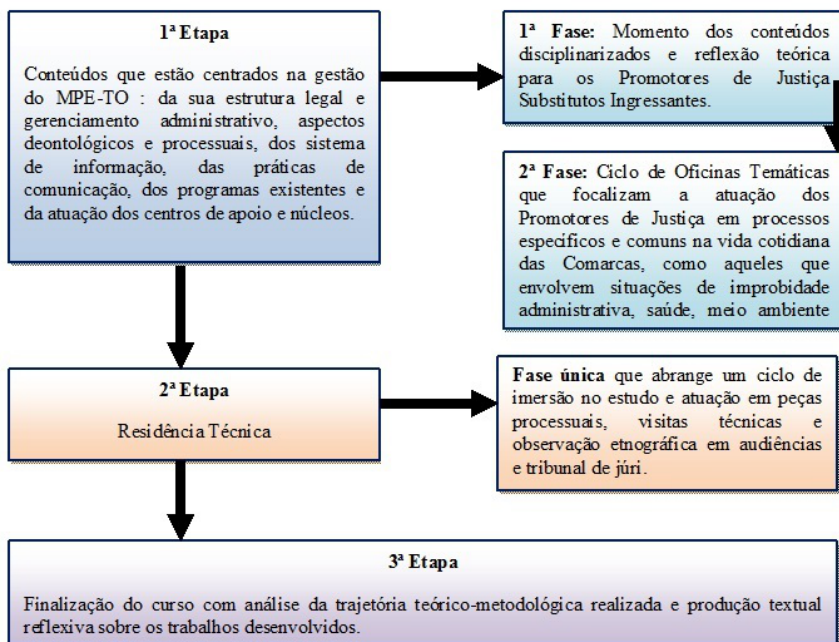 1ª Etapa
Conteúdos que estão centrados na gestão
do MPE-TO : da sua estrutura legal e
gerenciamento administrativo, aspectos
deontológicos e processuais, dos sistema
de informação, das práticas de
comunicação, dos programas existentes e
da atuação dos centros de apoio e núcleos.
1ª Fase: Momento dos conteúdos
disciplinarizados e reflexão teórica
para os Promotores de Justiça
Substitutos Ingressantes.
2ª Fase: Ciclo de Oficinas Temáticas
que focalizam a atuação dos
Promotores de Justiça em processos
específicos e comuns na vida cotidiana
das Comarcas, como aqueles que
envolvem situações de improbidade
administrativa, saúde, meio ambiente
2ª Etapa
Residência Técnica
Fase única que abrange um ciclo de
imersão no estudo e atuação em peças
processuais, visitas técnicas e
observação etnográfica em audiências
e tribunal de júri.
3ª Etapa
Finalização do curso com análise da trajetória teórico-metodológica realizada e produção textual
reflexiva sobre os trabalhos desenvolvidos.